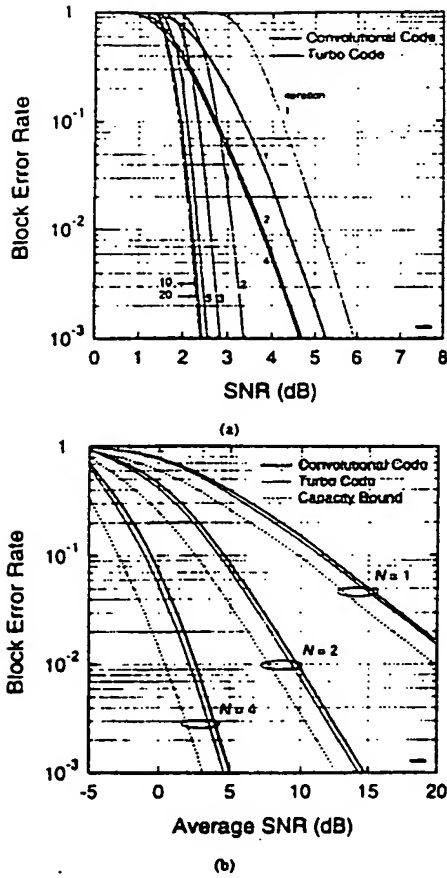 1
Convolutional Code
Turbo Code
iteration
1
10⁻¹
1
Block Error Rate
2
10⁻²
4
10
20
5
3
2
10⁻³
0 1 2 3 4 5 6 7 8
SNR (dB)
(a)
1
Convolutional Code
Turbo Code
Capacity Bound
10⁻¹
N = 1
Block Error Rate
N = 2
10⁻²
N = 4
10⁻³
-5 0 5 10 15 20
Average SNR (dB)
(b)